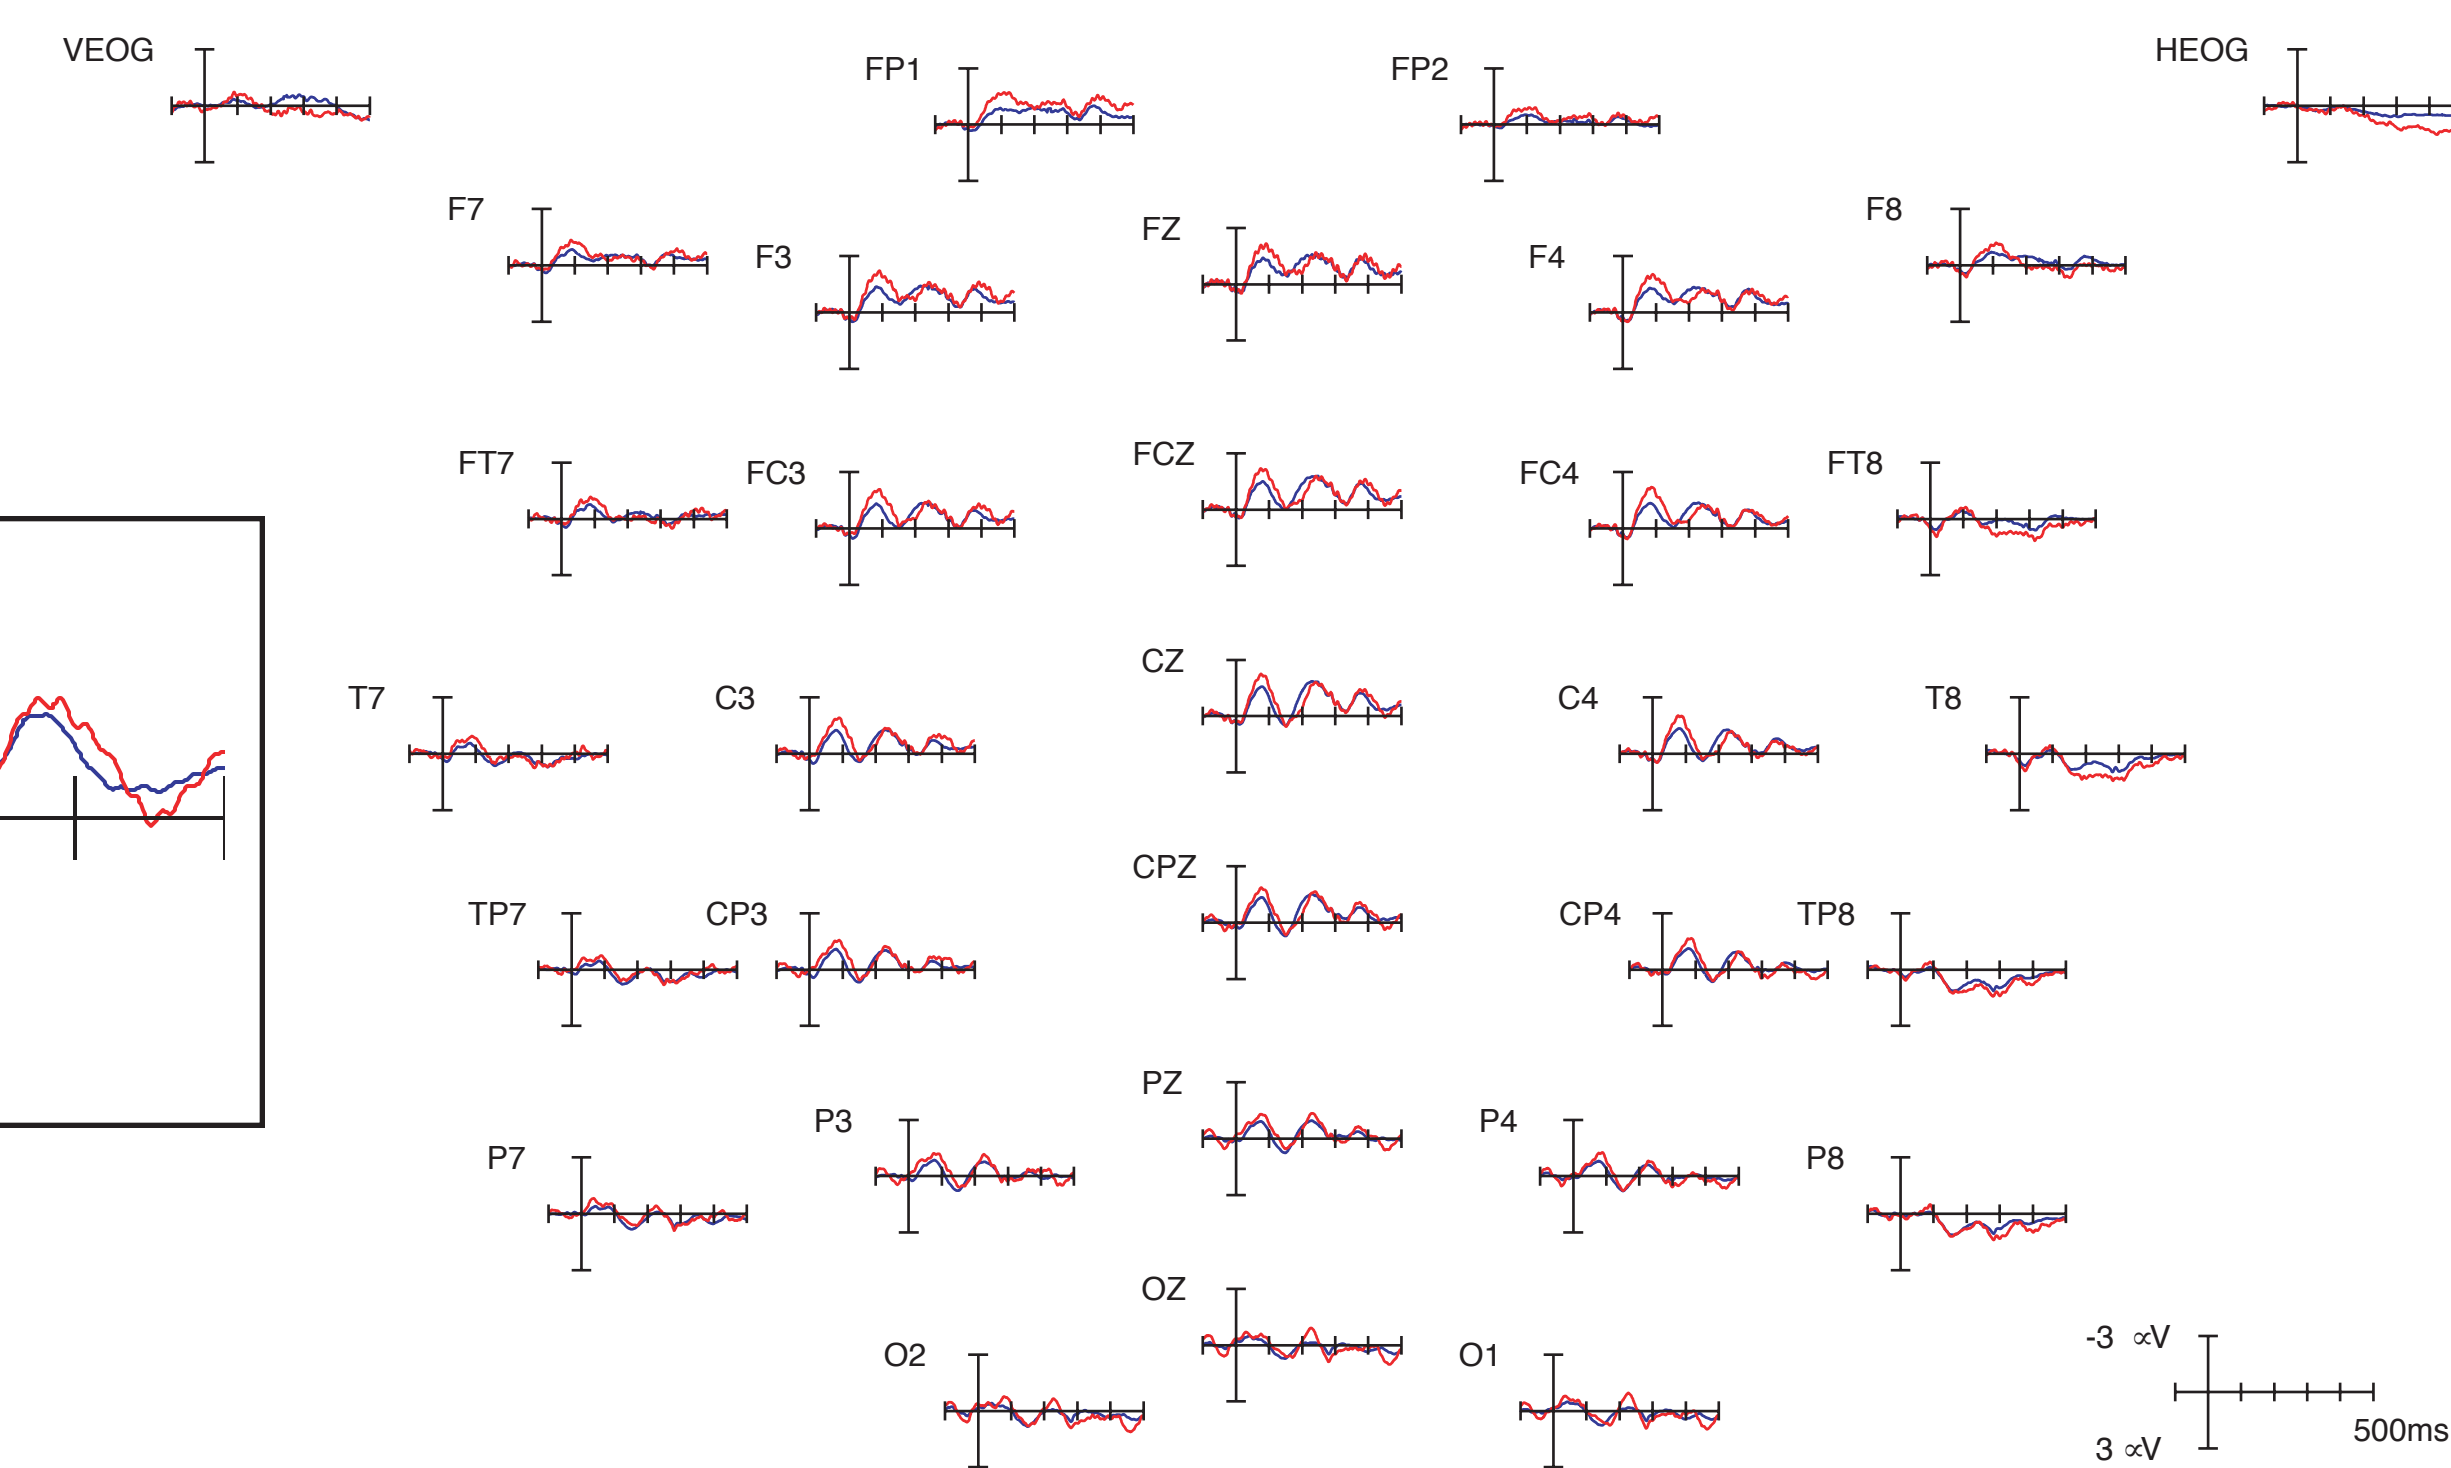 VEOG
FP1
FP2
HEOG
F7
F3
FZ
F4
F8
FT7
FC3
FCZ
FC4
FT8
T7
C3
CZ
C4
T8
TP7
CP3
CPZ
CP4
TP8
P7
P3
PZ
P4
P8
O2
OZ
O1
-3 ∝V
500ms
3 ∝V